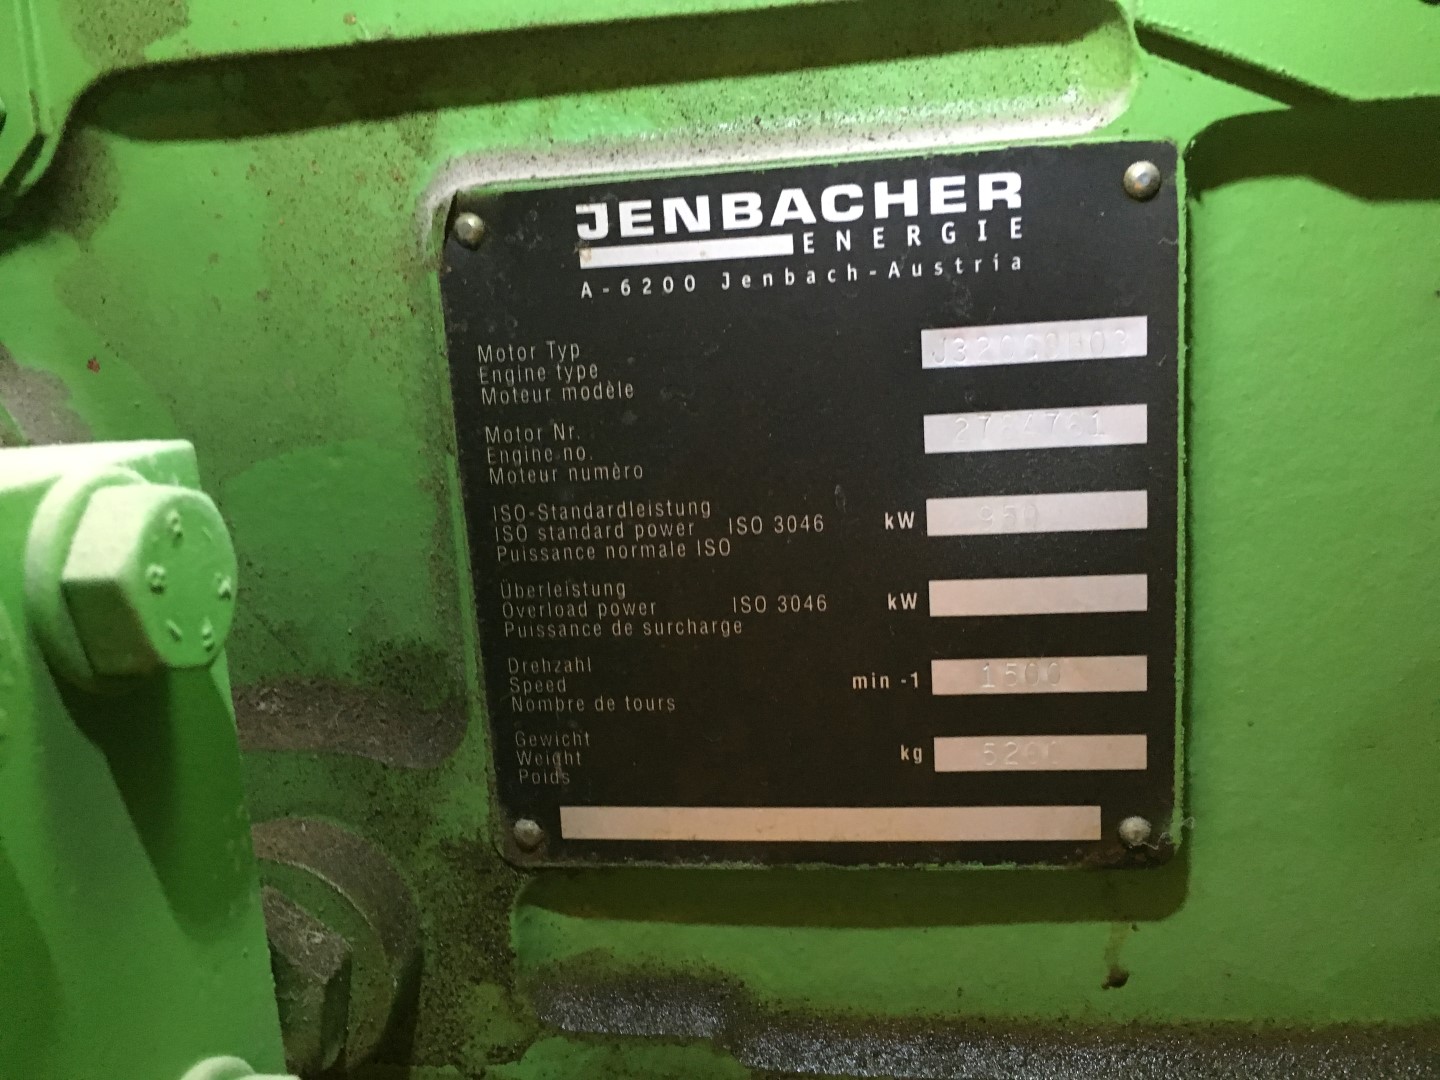 JENBACHER
ENERGIE
A-6200 Jenbach-Austria
Motor Typ
Engine type
Moteur modèle
Motor Nr.
Engine no.
Moteur numèro
ISO-Standardleistung
ISO standard power ISO 3046 kW
Puissance normale ISO
Überleistung
Overload power ISO 3046 kW
Puissance de surcharge
Drehzahl
Speed min -1 1500
Nombre de tours
Gewicht
Weight kg
Poids